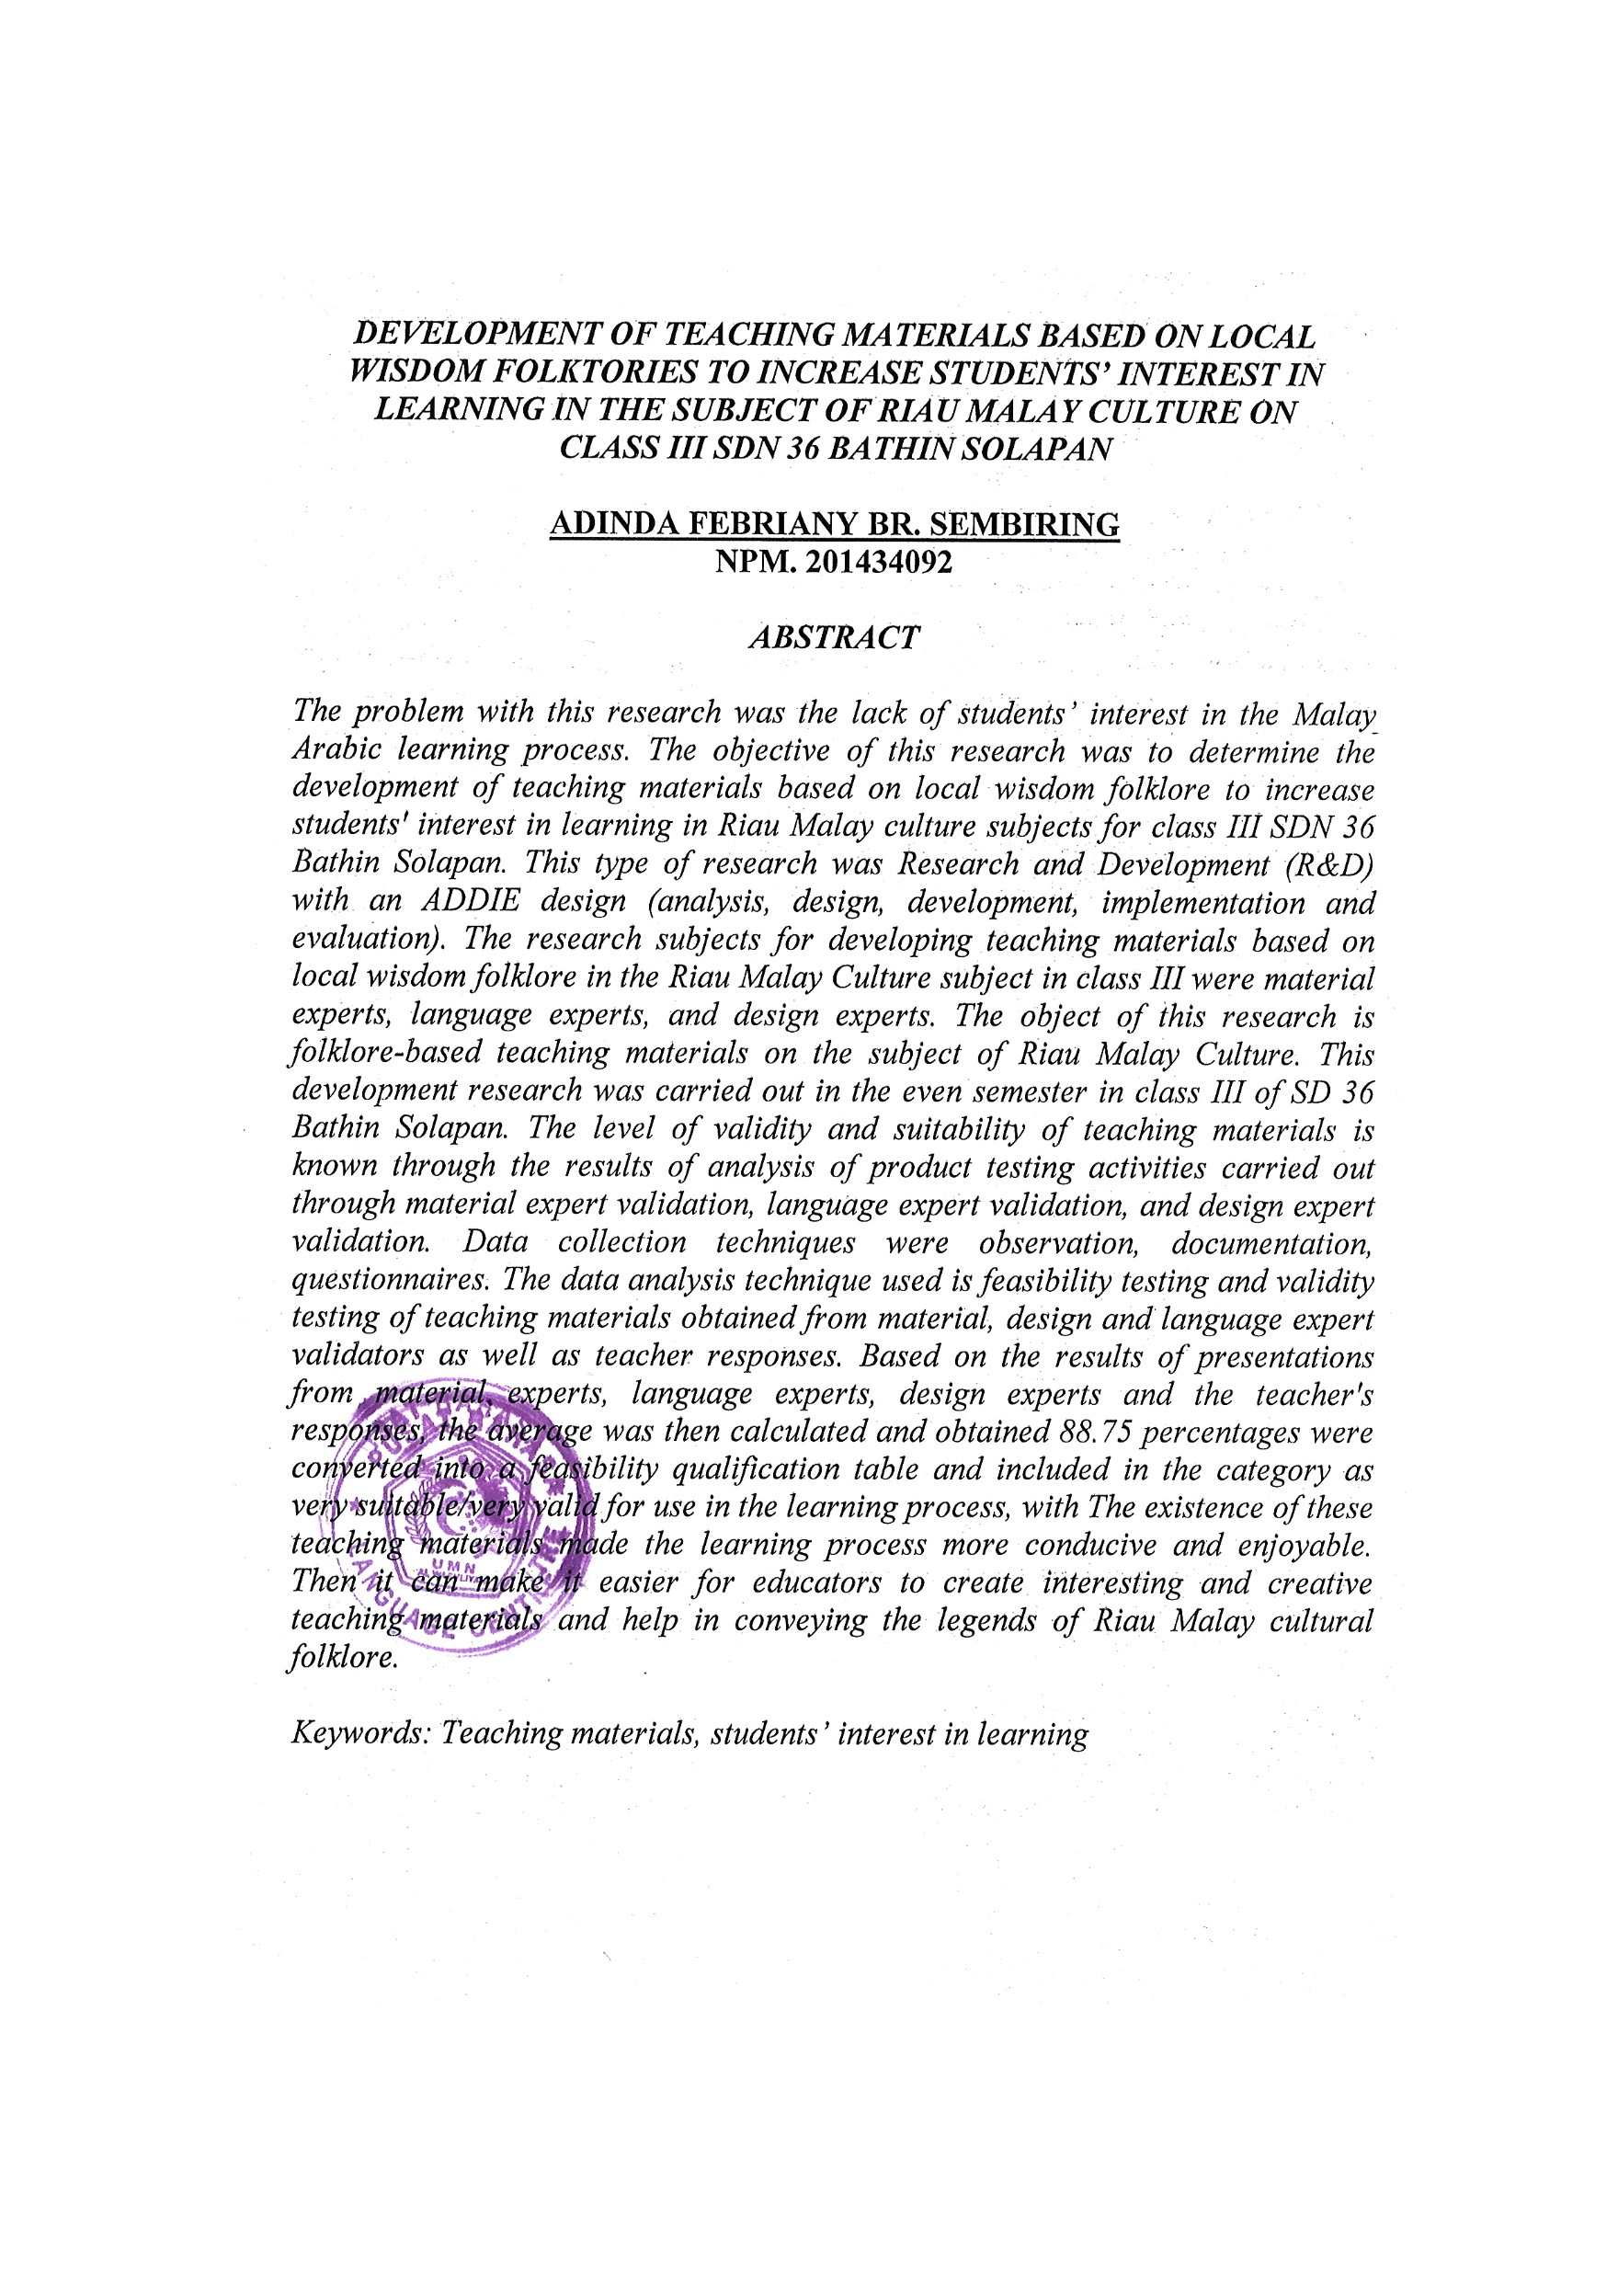 DEVELOPMENT OF TEACHING MATERIALS BASED ON LOCAL
WISDOM FOLKTORIES TO INCREASE STUDENTS' INTEREST IN
LEARNING IN THE SUBJECT OF RIAU MALAY CULTURE ON
CLASS III SDN 36 BATHIN SOLAPAN
ADINDA FEBRIANY BR. SEMBIRING
NPM. 201434092
ABSTRACT
The problem with this research was the lack of students' interest in the Malay
Arabic learning process. The objective of this research was to determine the
development of teaching materials based on local wisdom folklore to increase
students' interest in learning in Riau Malay culture subjects for class III SDN 36
Bathin Solapan. This type of research was Research and Development (R&D)
with an ADDIE design (analysis, design, development, implementation and
evaluation). The research subjects for developing teaching materials based on
local wisdom folklore in the Riau Malay Culture subject in class III were material
experts, language experts, and design experts. The object of this research is
folklore-based teaching materials on the subject of Riau Malay Culture. This
development research was carried out in the even semester in class III of SD 36
Bathin Solapan. The level of validity and suitability of teaching materials is
known through the results of analysis of product testing activities carried out
through material expert validation, language expert validation, and design expert
validation. Data collection techniques were observation, documentation,
questionnaires. The data analysis technique used is feasibility testing and validity
testing of teaching materials obtained from material, design and language expert
validators as well as teacher responses. Based on the results of presentations
from material experts, language experts, design experts and the teacher's
responses, the average was then calculated and obtained 88.75 percentages were
converted into a feasibility qualification table and included in the category as
very suitable/very valid for use in the learning process, with The existence of these
teaching materials made the learning process more conducive and enjoyable.
Then it can make it easier for educators to create interesting and creative
teaching materials and help in conveying the legends of Riau Malay cultural
folklore.
Keywords: Teaching materials, students' interest in learning
UMN
LANGUAGE